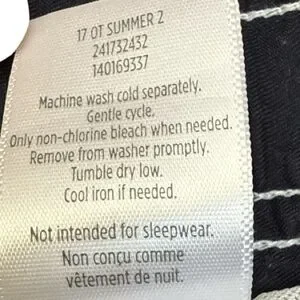 17 OT SUMMER 2
241732432
140169337
Machine wash cold separately.
Gentle cycle.
Only non-chlorine bleach when needed.
Remove from washer promptly.
Tumble dry low.
Cool iron if needed.
Not intended for sleepwear.
Non conçu comme
vêtement de nuit.